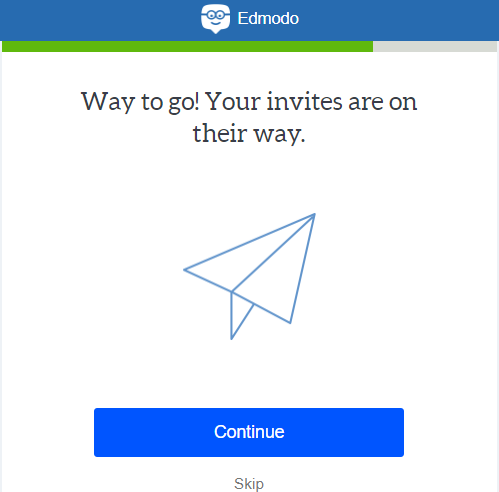 Edmodo
Way to go! Your invites are on
their way.
Continue
Skip